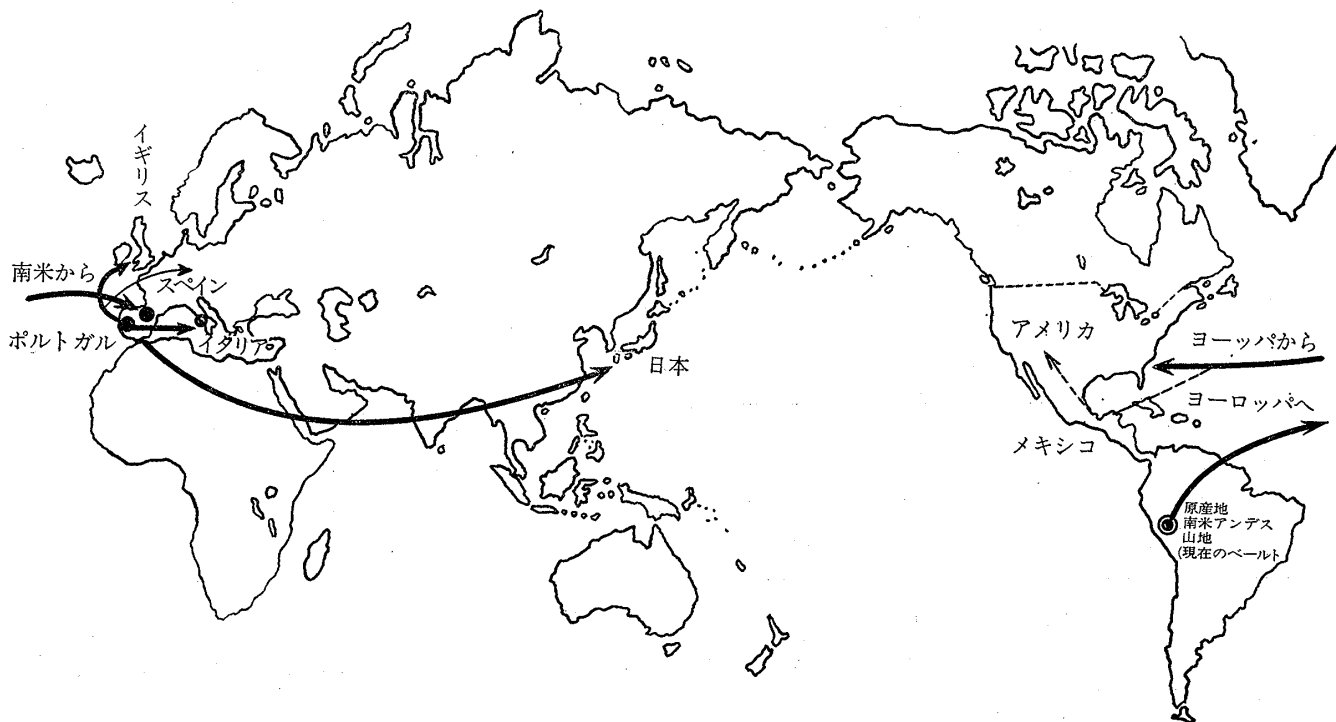 イギリス
南米から
スペイン
ポルトガル
イタリア
日本
アメリカ
ヨーッパから
ヨーロッパへ
メキシコ
原産地
南米アンデス
山地
(現在のベールト